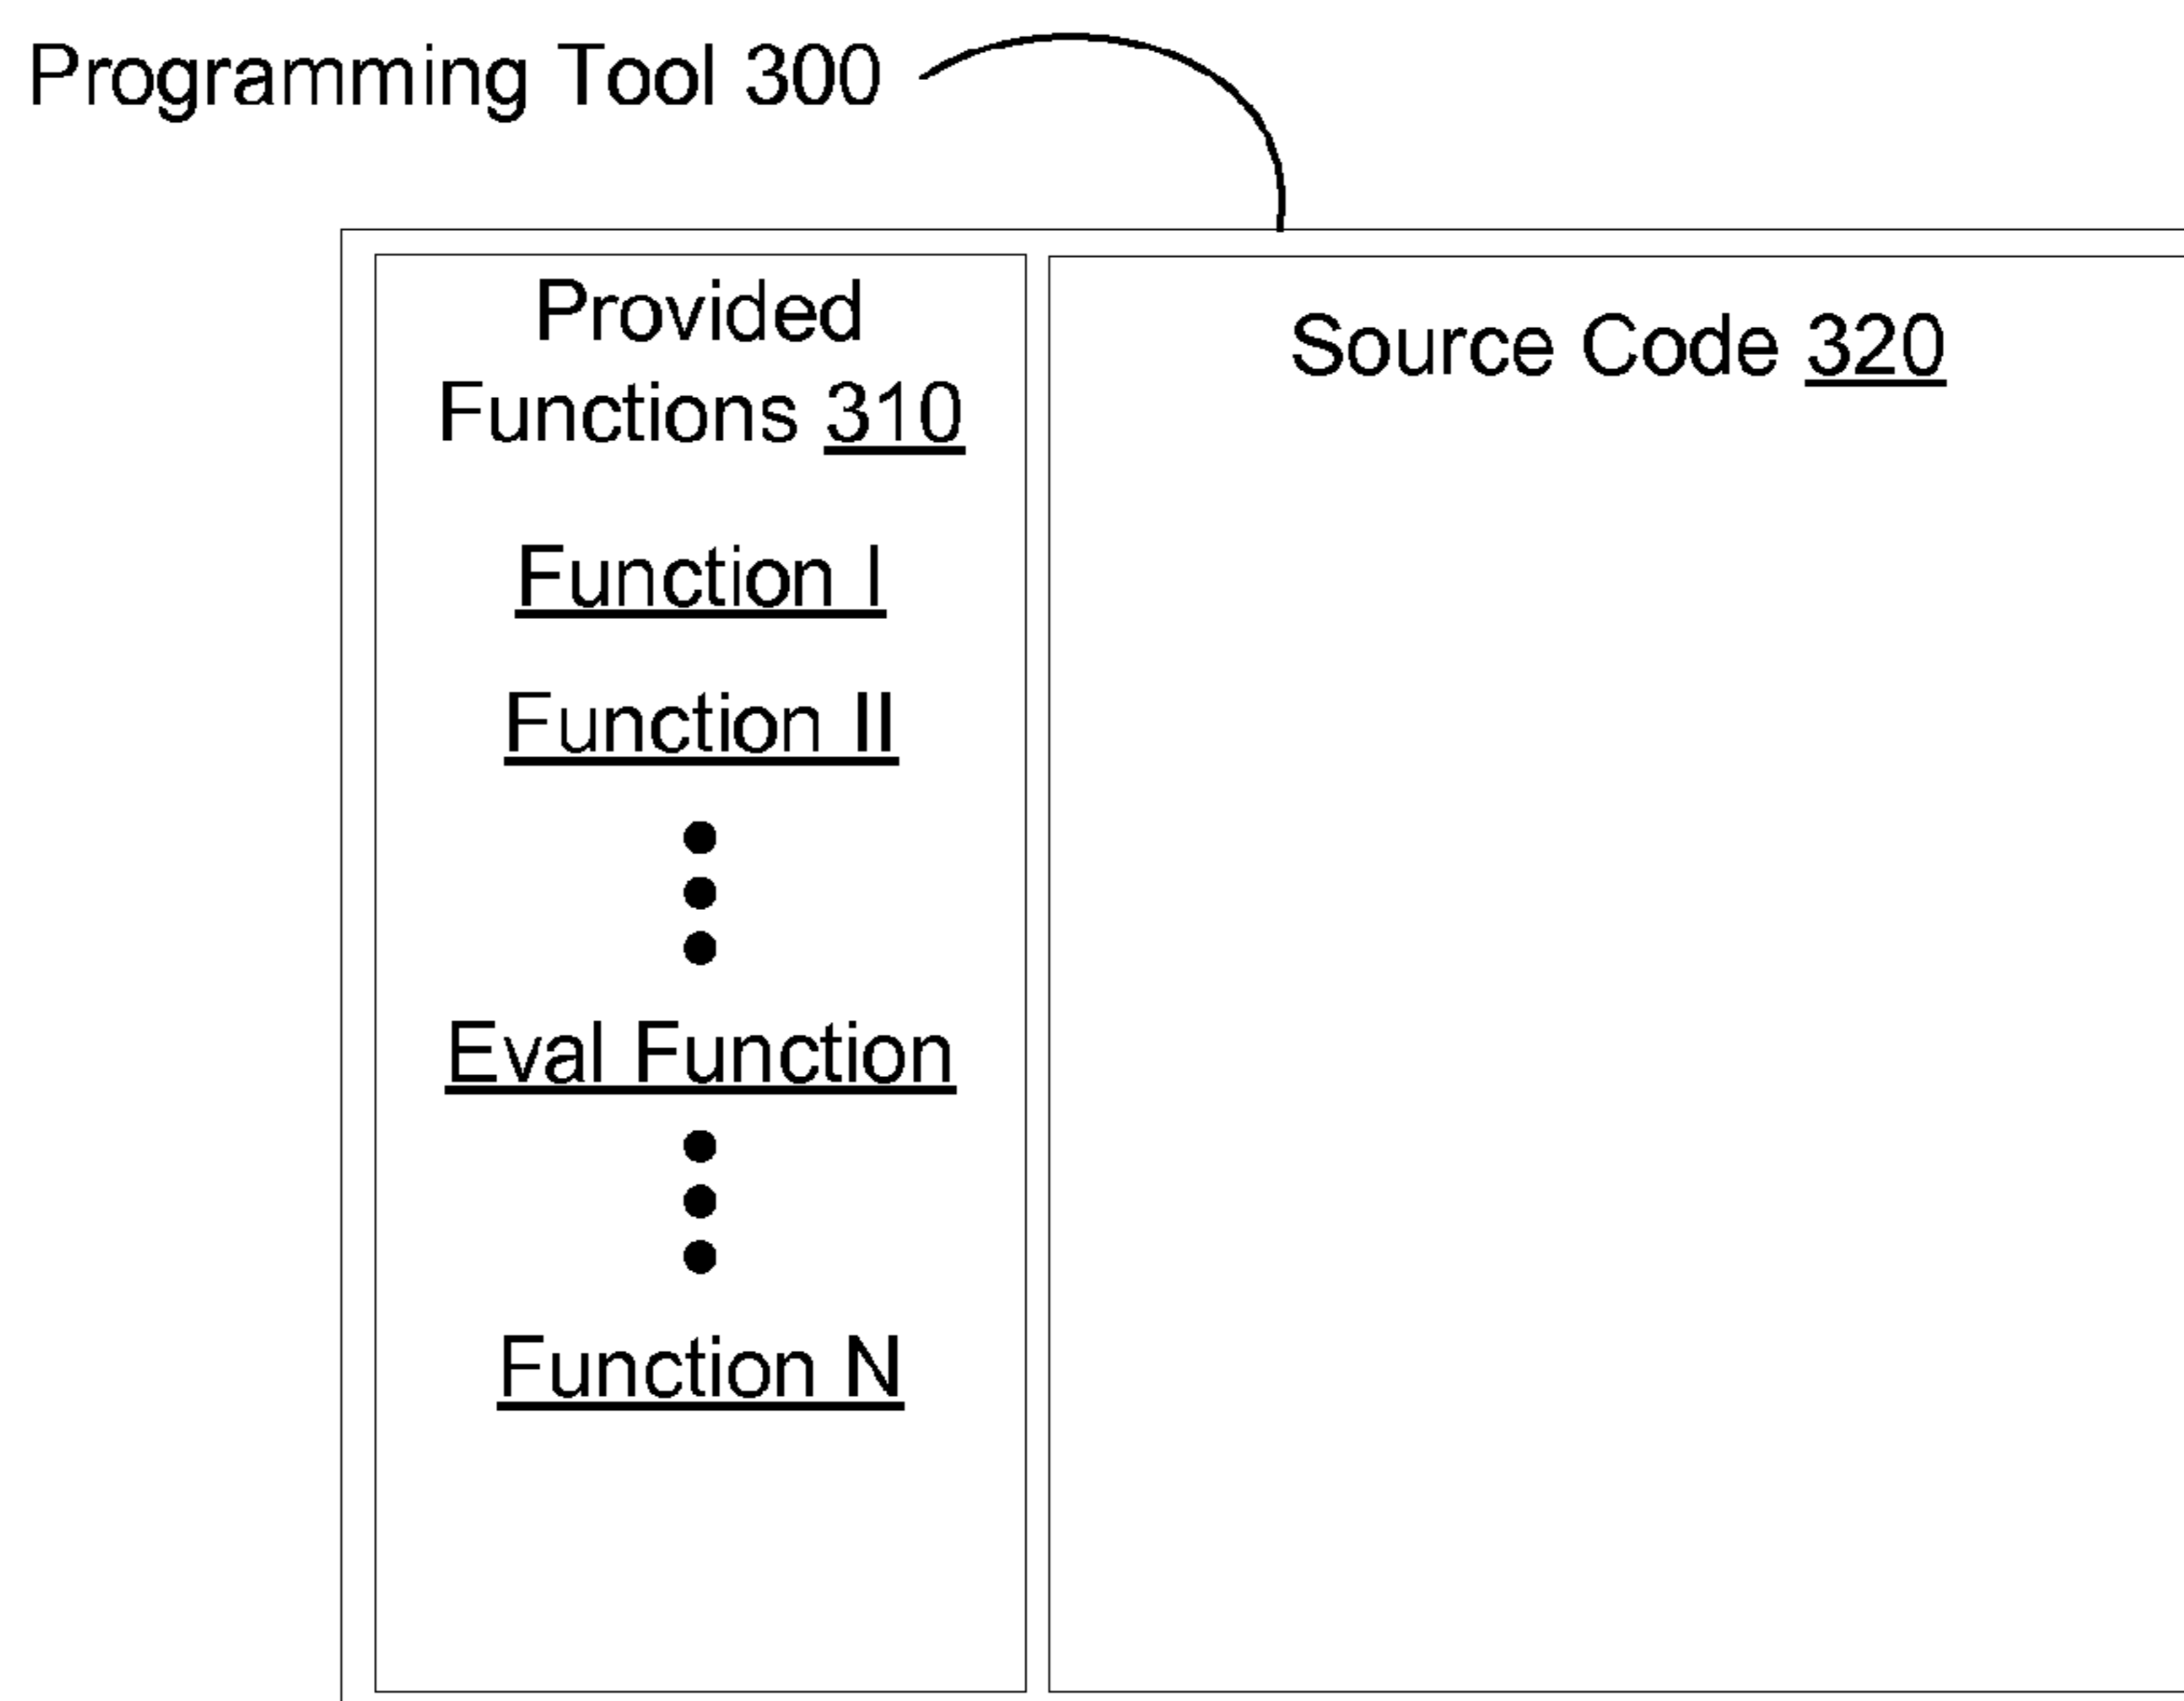 Programming Tool 300
Provided
Functions 310
Function I
Function II
Eval Function
Function N
Source Code 320